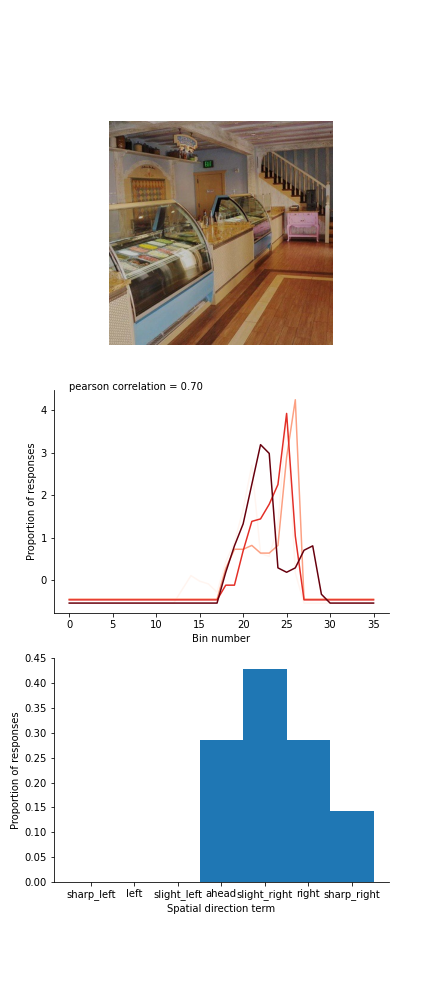 pearson correlation = 0.70
4
3
2
1
0
Proportion of responses
0 5 10 15 20 25 30 35
Bin number
0.45
0.40
0.35
0.30
0.25
0.20
0.15
0.10
0.05
0.00
Proportion of responses
sharp_left left slight_left ahead slight_right right sharp_right
Spatial direction term